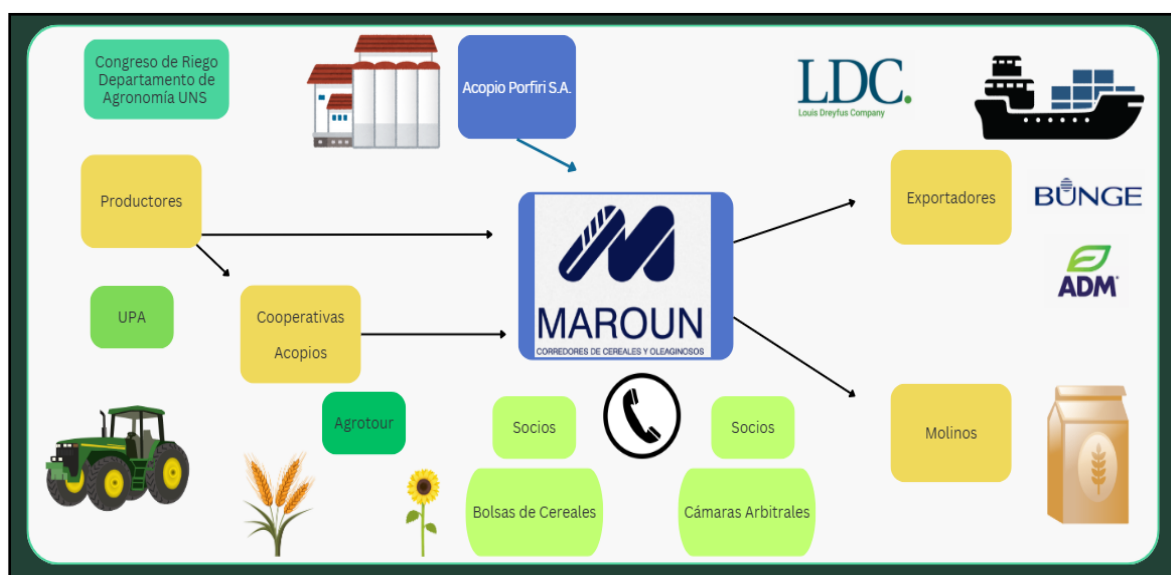 Congreso de Riego
Departamento de
Agronomía UNS
Acopio Porfiri S.A.
LDC.
Louis Dreyfus Company
Productores
Exportadores
BUNGE
ADM
UPA
Cooperativas
Acopios
MAROUN
CORREDORES DE CEREALES Y OLEAGINOSOS
Agrotour
Socios
Socios
Molinos
Bolsas de Cereales
Cámaras Arbitrales